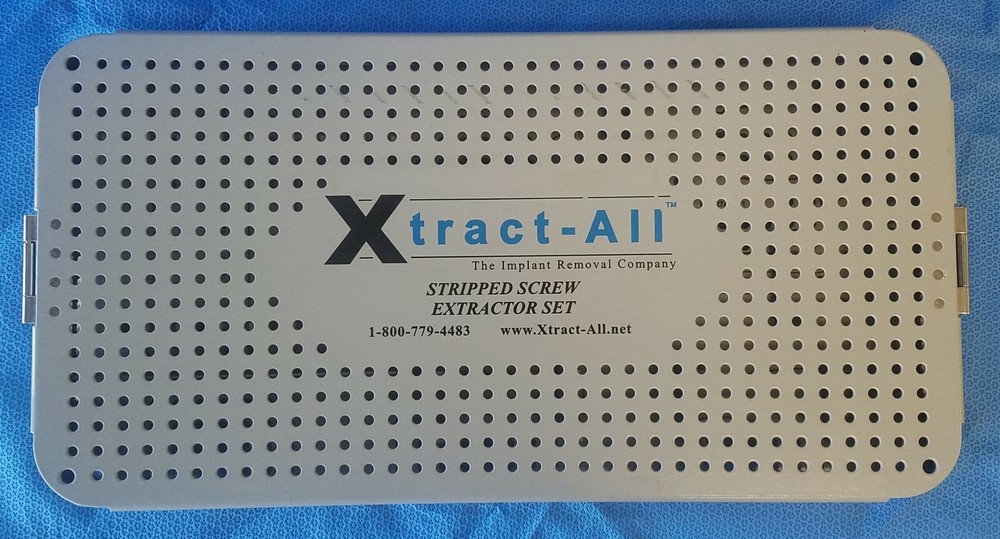 Xtract-All™
The Implant Removal Company
STRIPPED SCREW
EXTRACTOR SET
1-800-779-4483 www.Xtract-All.net